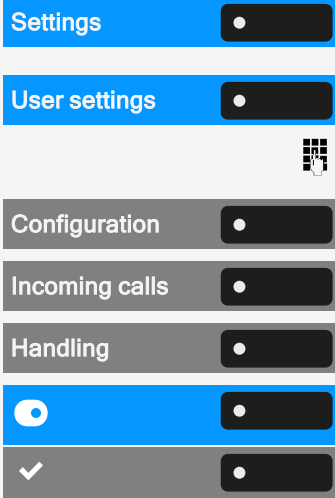 Settings
User settings
Configuration
Incoming calls
Handling